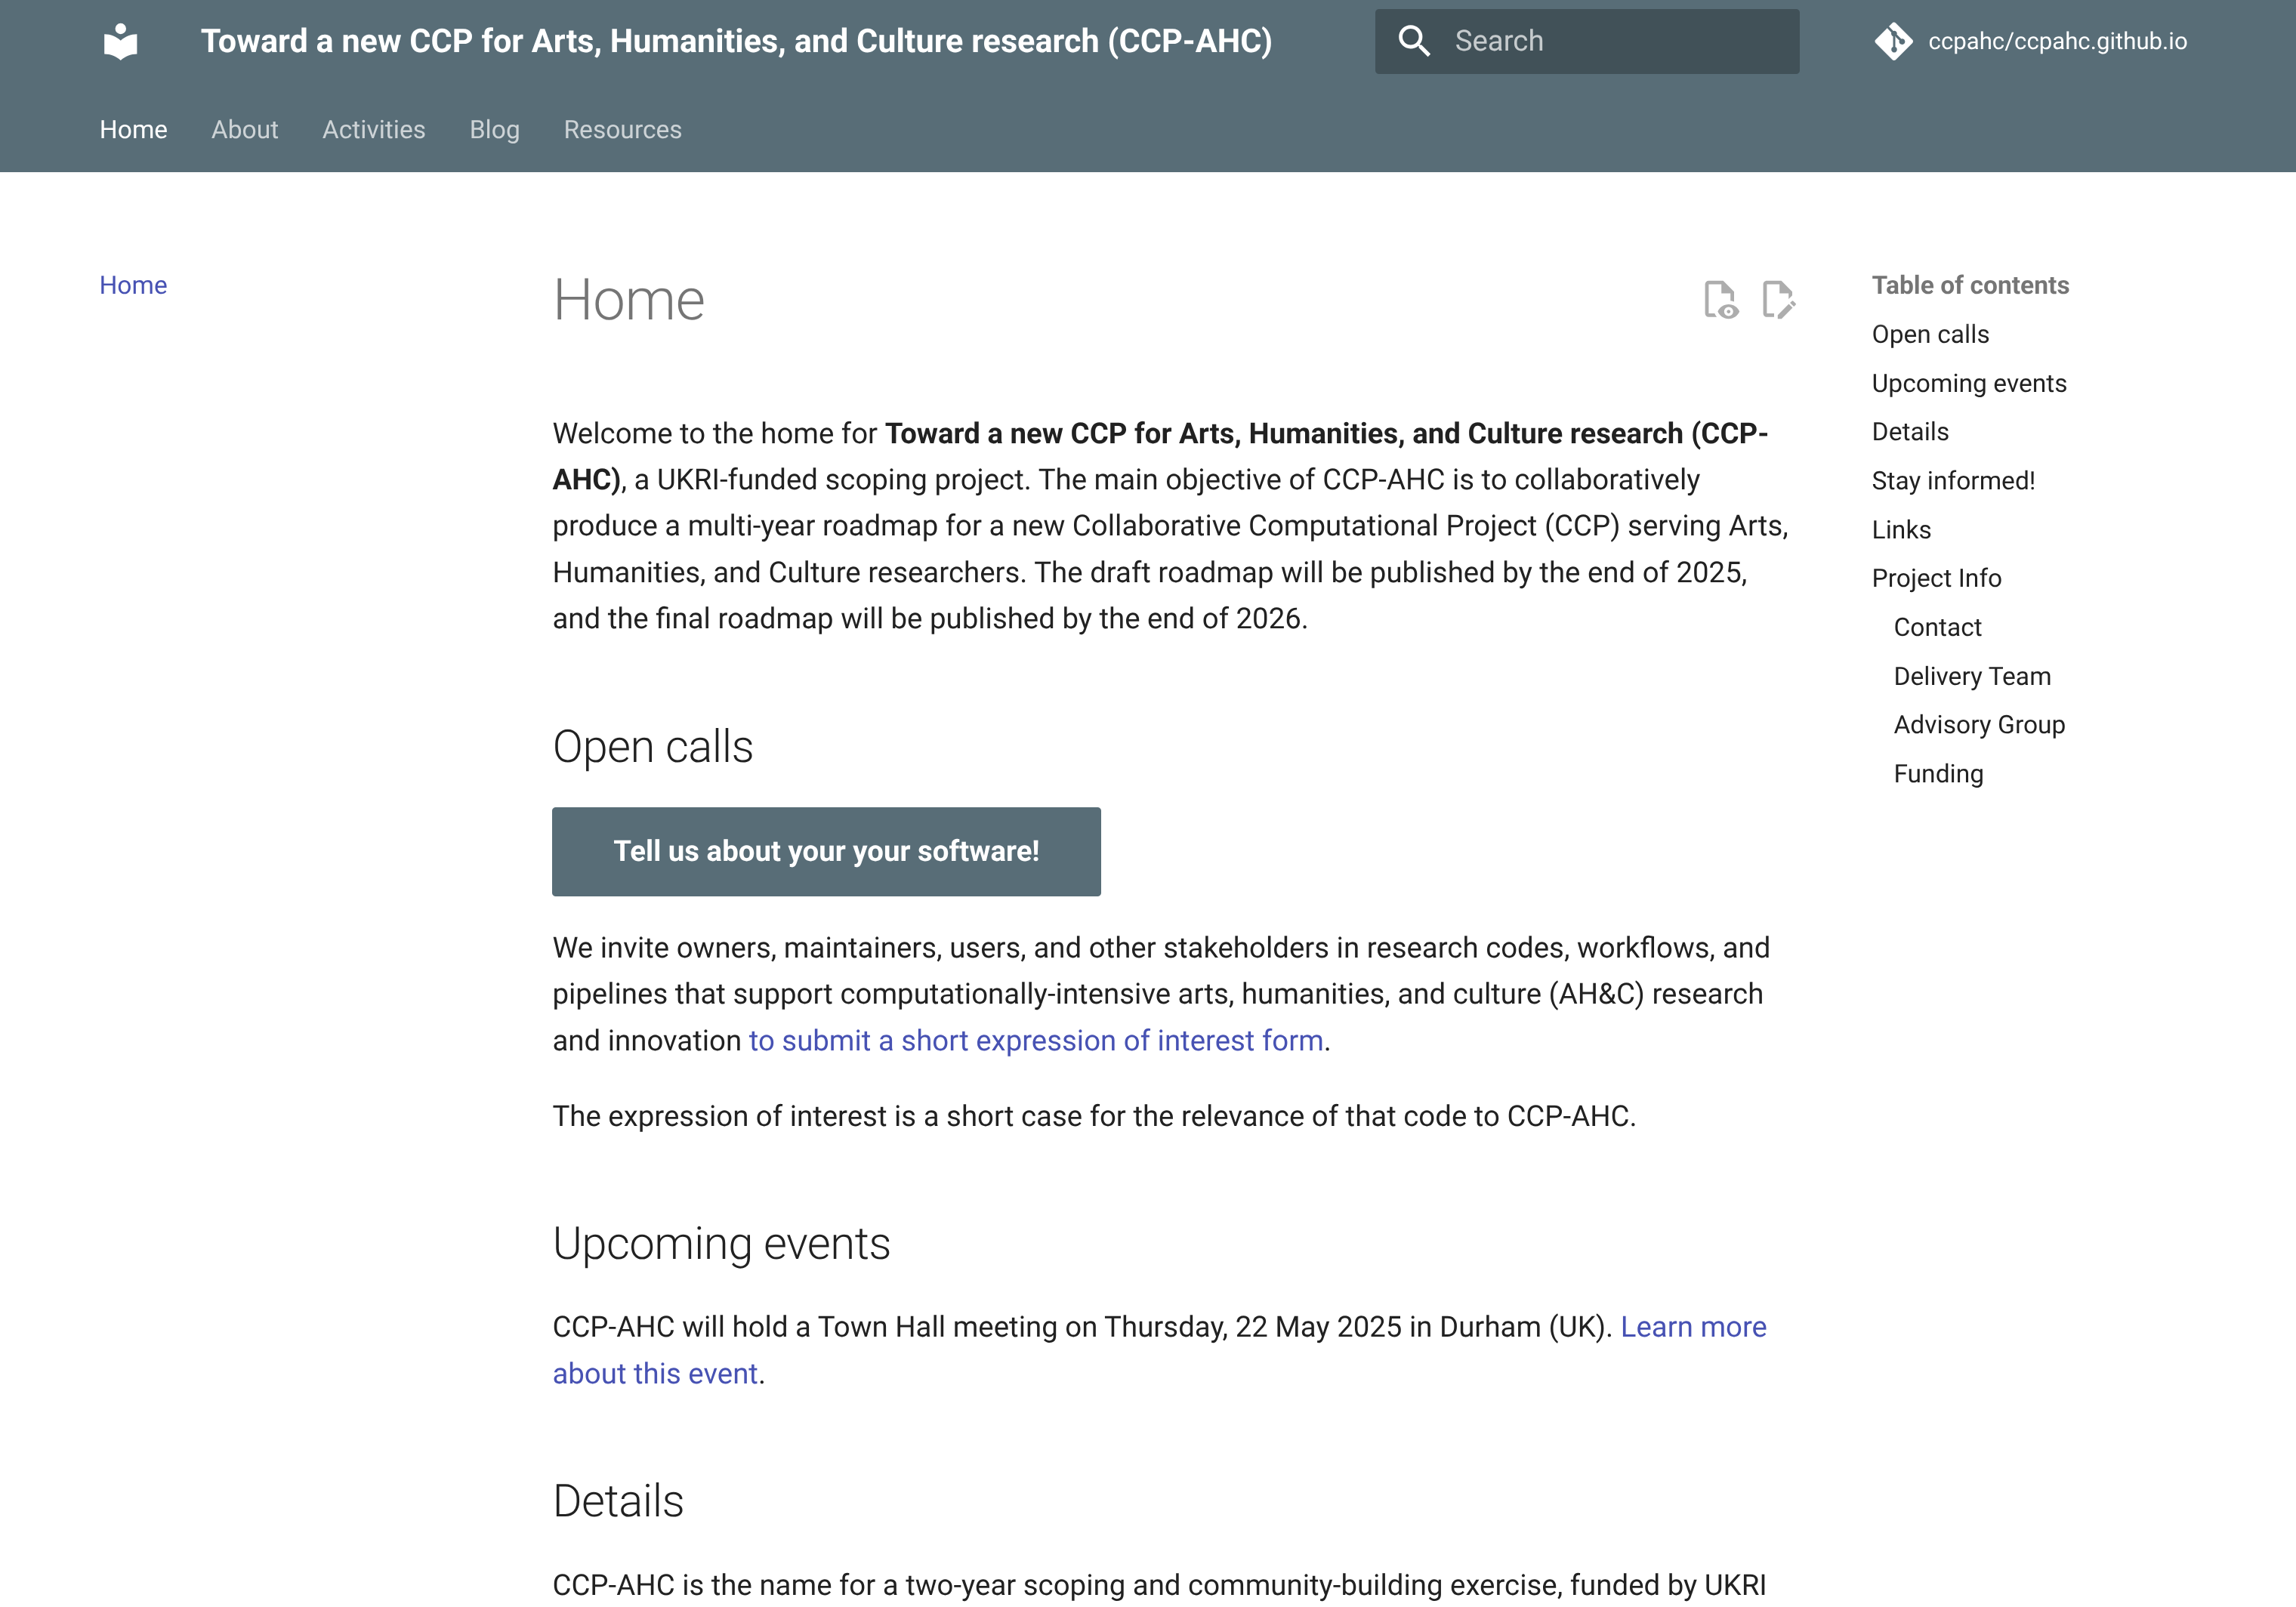 Toward a new CCP for Arts, Humanities, and Culture research (CCP-AHC)
Search
ccpahc/ccpahc.github.io
Home
About
Activities
Blog
Resources
Home
Home
Welcome to the home for Toward a new CCP for Arts, Humanities, and Culture research (CCP-
AHC), a UKRI-funded scoping project. The main objective of CCP-AHC is to collaboratively
produce a multi-year roadmap for a new Collaborative Computational Project (CCP) serving Arts,
Humanities, and Culture researchers. The draft roadmap will be published by the end of 2025,
and the final roadmap will be published by the end of 2026.
Open calls
Tell us about your your software!
We invite owners, maintainers, users, and other stakeholders in research codes, workflows, and
pipelines that support computationally-intensive arts, humanities, and culture (AH&C) research
and innovation to submit a short expression of interest form.
The expression of interest is a short case for the relevance of that code to CCP-AHC.
Upcoming events
CCP-AHC will hold a Town Hall meeting on Thursday, 22 May 2025 in Durham (UK). Learn more
about this event.
Details
CCP-AHC is the name for a two-year scoping and community-building exercise, funded by UKRI
Table of contents
Open calls
Upcoming events
Details
Stay informed!
Links
Project Info
Contact
Delivery Team
Advisory Group
Funding